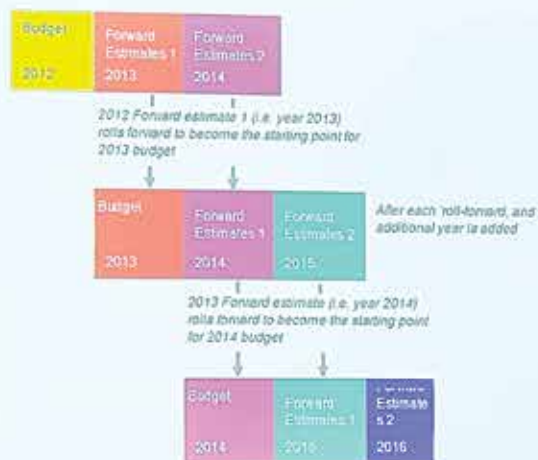 Budget
2012
Forward
Estimates 1
2013
Forward
Estimates 2
2014
2012 Forward estimate 1 (i.e. year 2013)
rolls forward to become the starting point for
2013 budget
Budget
2013
Forward
Estimates 1
2014
Forward
Estimates 2
2015
After each 'roll-forward, and
additional year is added
2013 Forward estimate (i.e. year 2014)
rolls forward to become the starting point
for 2014 budget
Budget
2014
Forward
Estimates 1
2015
Forward
Estimate
s 2
2016